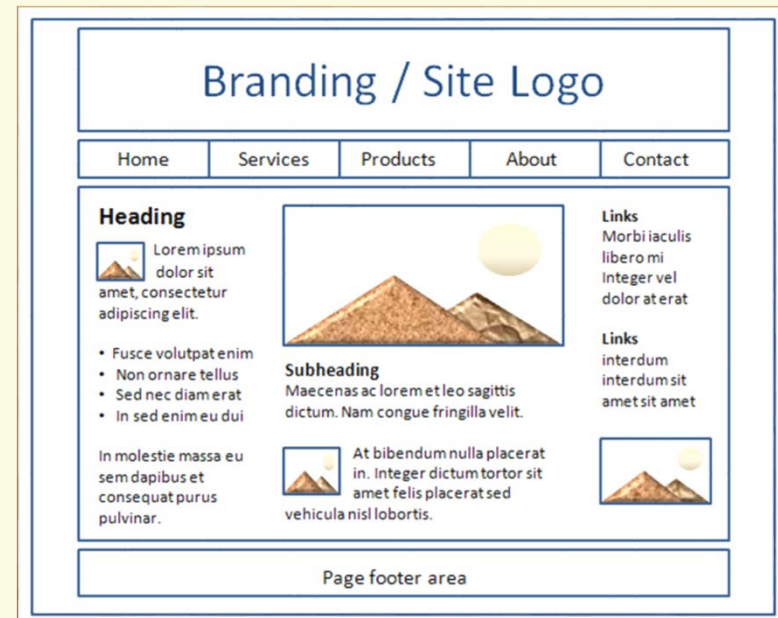 Branding / Site Logo
Home
Services
Products
About
Contact
Heading
Lorem ipsum
dolor sit
amet, consectetur
adipiscing elit.
• Fusce volutpat enim
• Non ornare tellus
• Sed nec diam erat
• In sed enim eu dui
In molestie massa eu
sem dapibus et
consequat purus
pulvinar.
Subheading
Maecenas ac lorem et leo sagittis
dictum. Nam congue fringilla velit.
At bibendum nulla placerat
in. Integer dictum tortor sit
amet felis placerat sed
vehicula nisl lobortis.
Links
Morbi iaculis
libero mi
Integer vel
dolor at erat
Links
interdum
interdum sit
amet sit amet
Page footer area